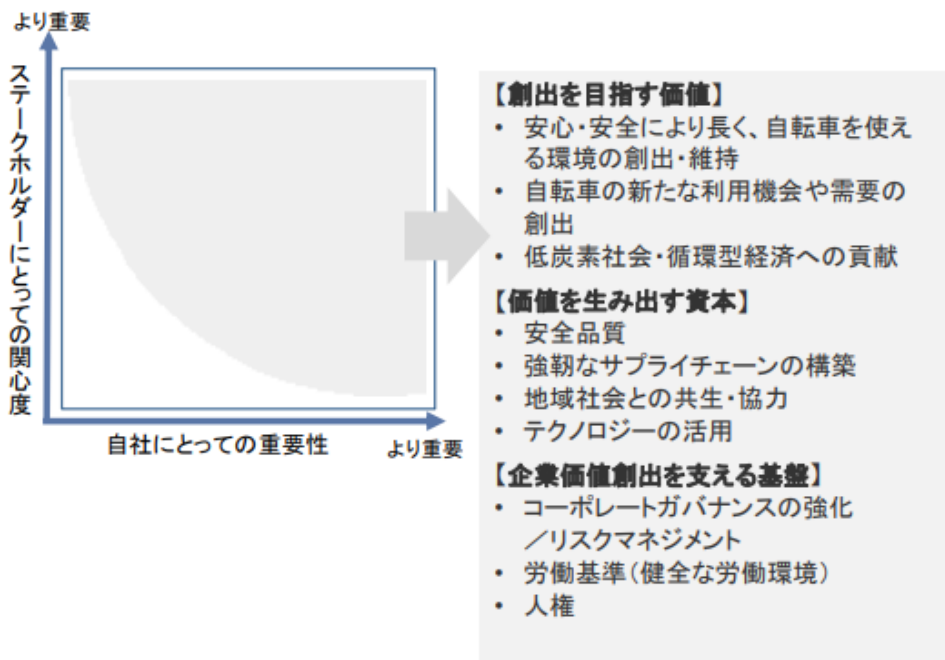 より重要
ステークホルダーにとっての関心度
自社にとっての重要性
より重要
【創出を目指す価値】
• 安心・安全により長く、自転車を使え
る環境の創出・維持
• 自転車の新たな利用機会や需要の
創出
• 低炭素社会・循環型経済への貢献
【価値を生み出す資本】
• 安全品質
• 強靭なサプライチェーンの構築
• 地域社会との共生・協力
• テクノロジーの活用
【企業価値創出を支える基盤】
• コーポレートガバナンスの強化
／リスクマネジメント
• 労働基準（健全な労働環境）
• 人権